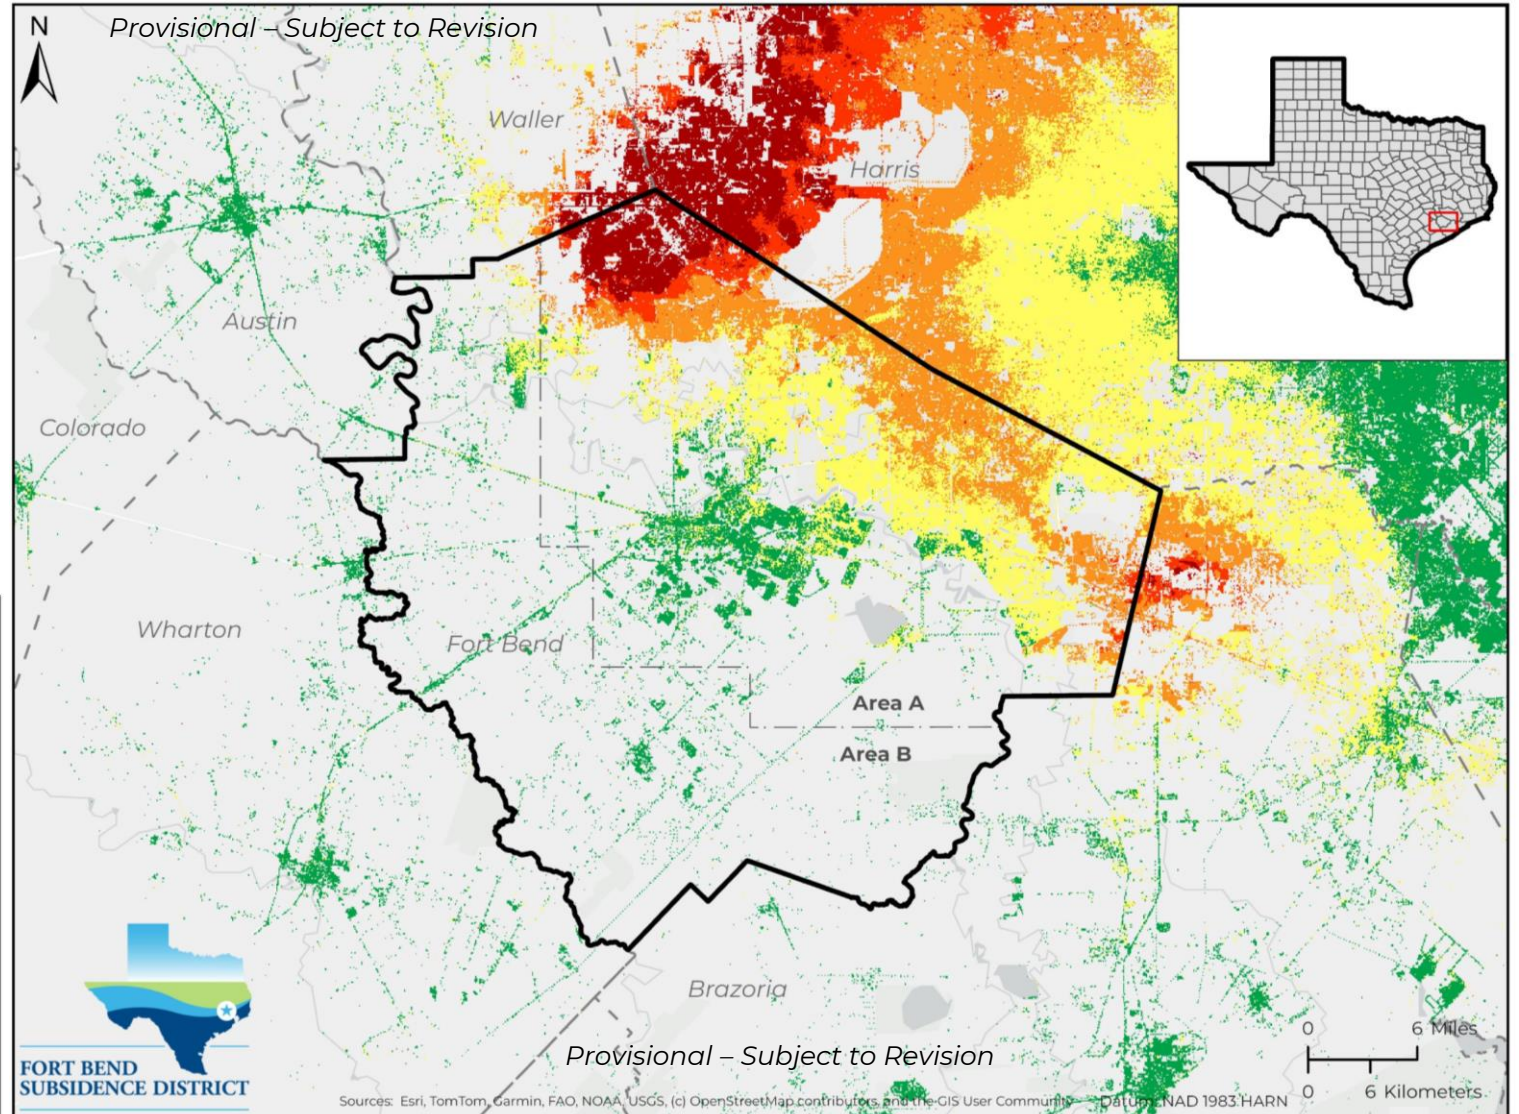 Provisional – Subject to Revision
N
Waller
Harris
Austin
Colorado
Wharton
Fort Bend
Area A
Area B
Brazoria
Provisional – Subject to Revision
FORT BEND
SUBSIDENCE DISTRICT
0 6 Miles
0 6 Kilometers
Sources: Esri, TomTom, Garmin, FAO, NOAA, USGS, (c) OpenStreetMap contributors, and the GIS User Community
Datum: NAD 1983 HARN